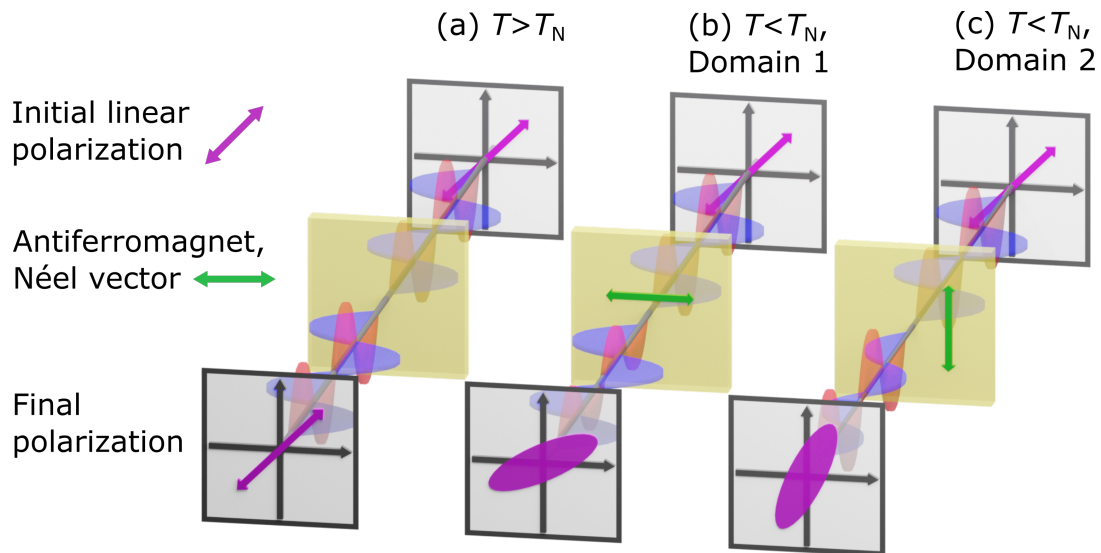 (a) T>TN
(b) T<TN,
Domain 1
(c) T<TN,
Domain 2
Initial linear
polarization
Antiferromagnet,
Néel vector
Final
polarization